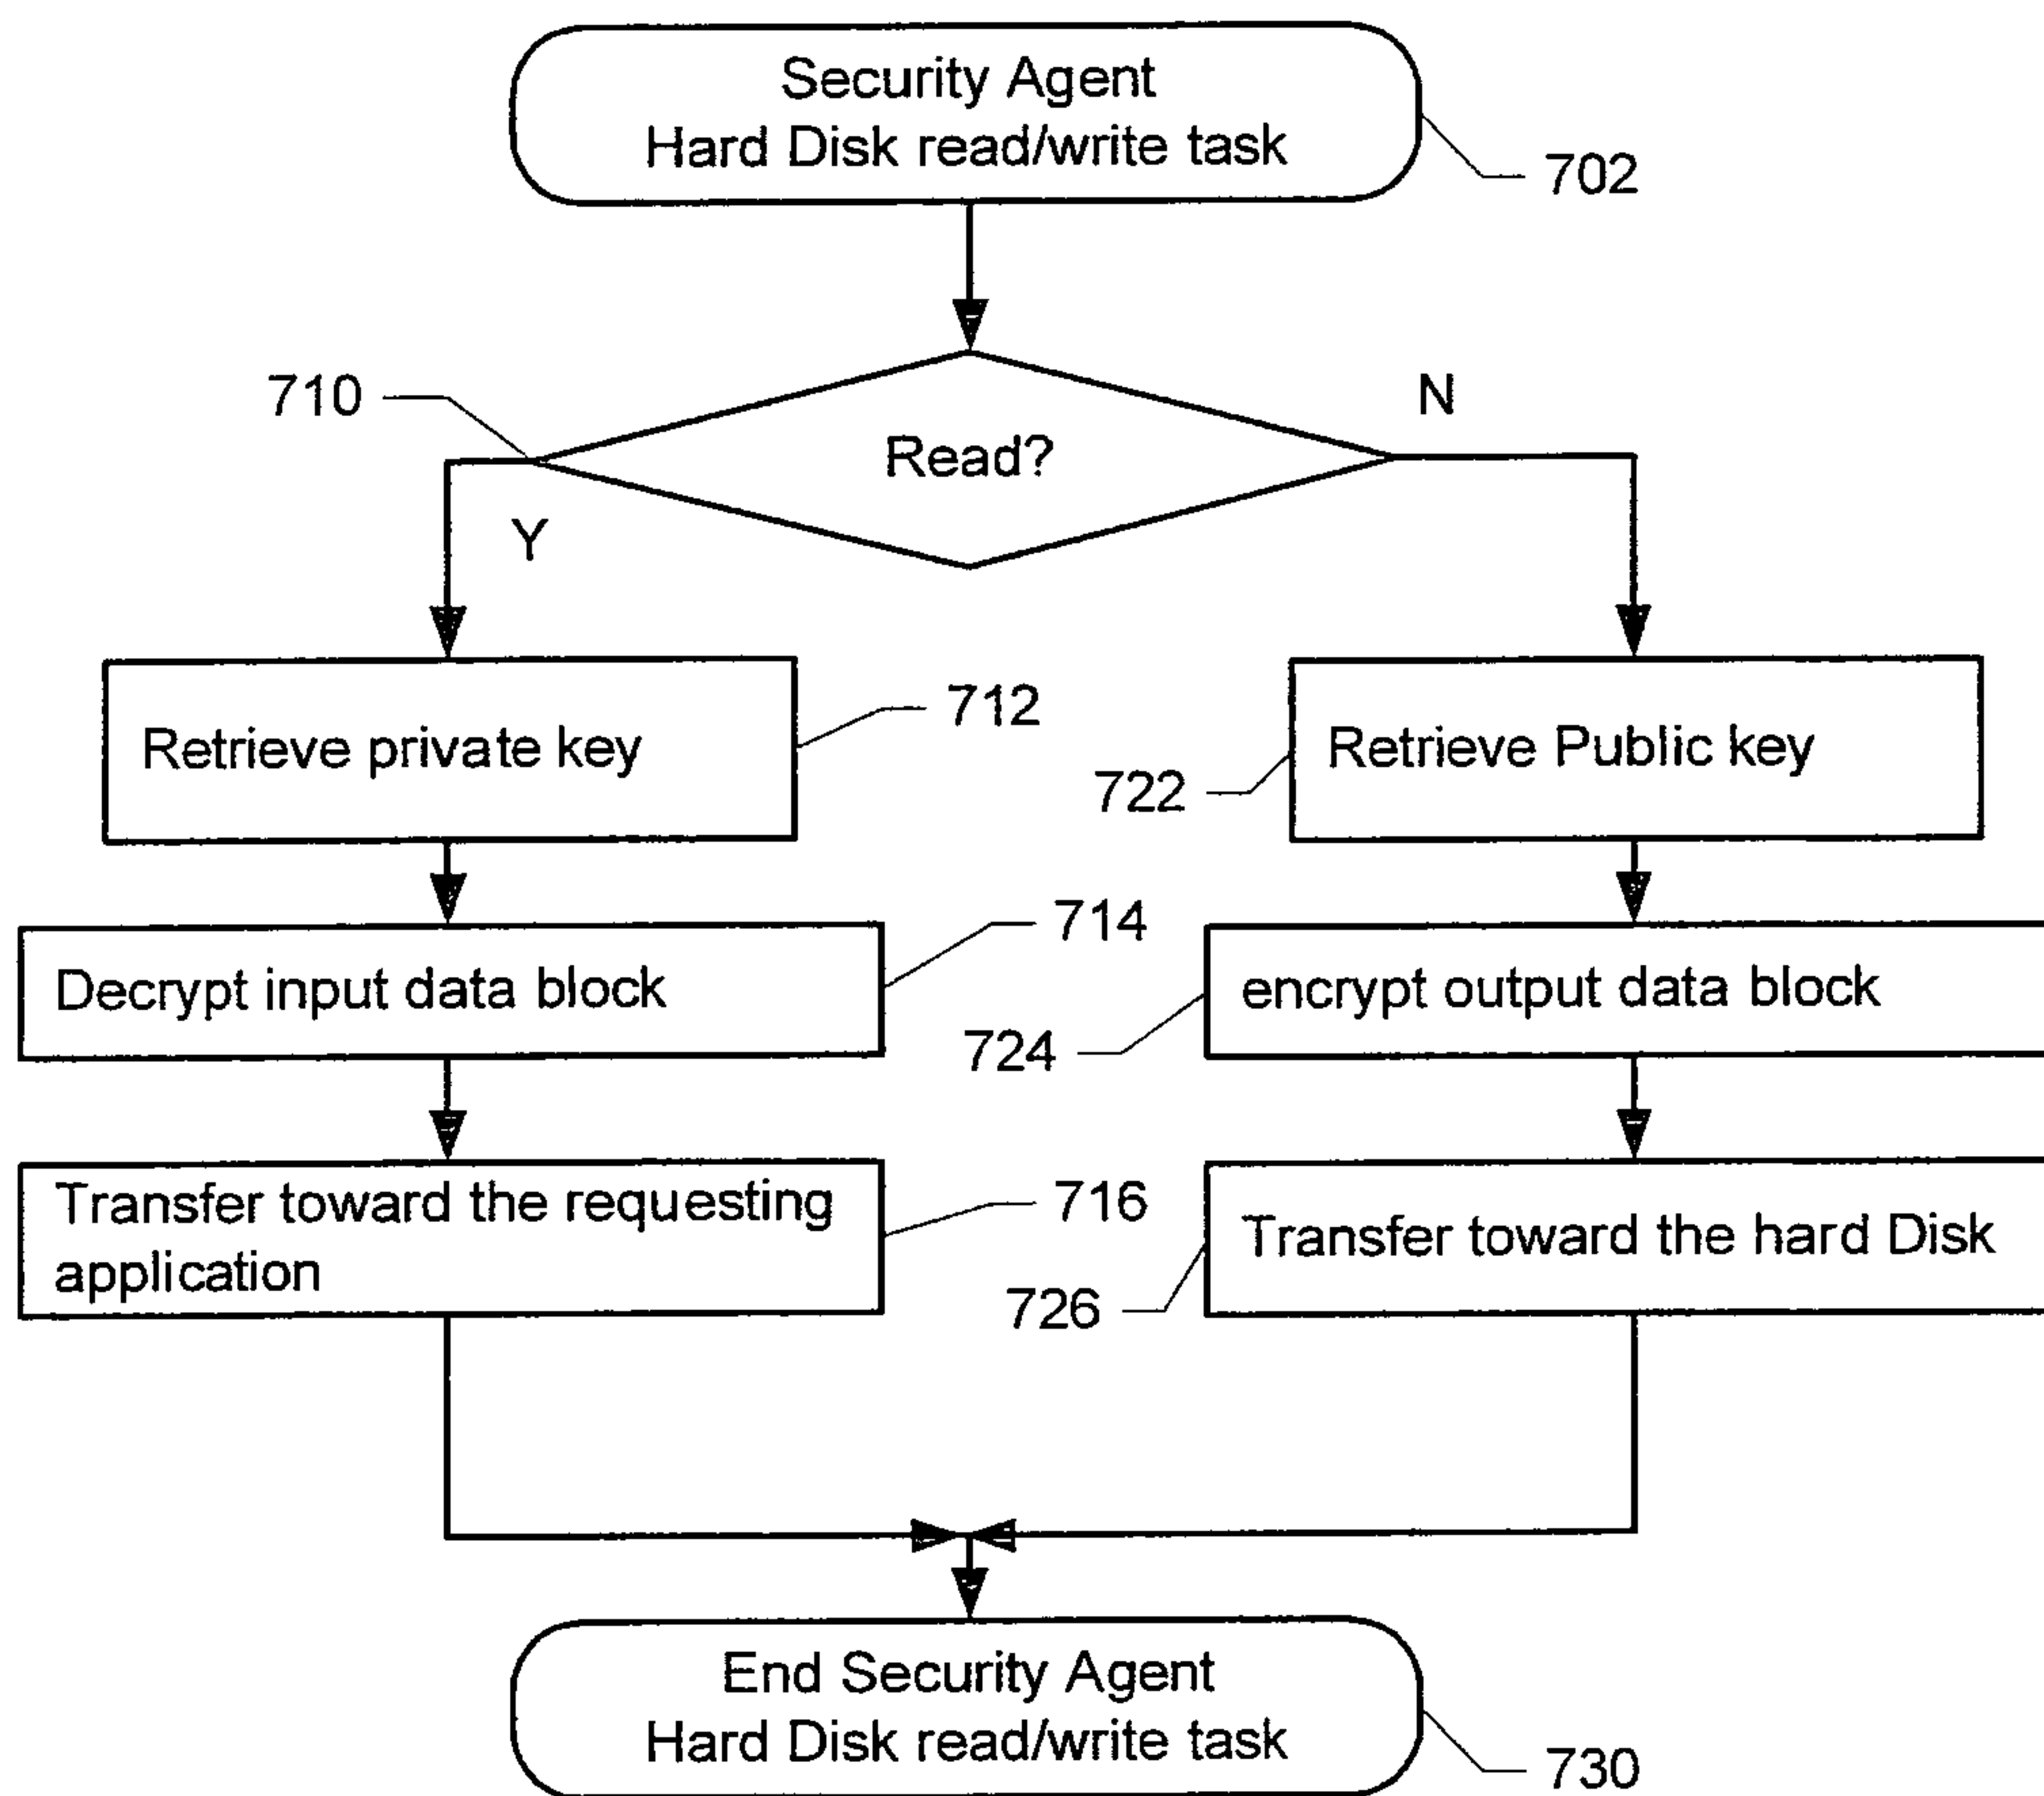 Security Agent
Hard Disk read/write task
702
710
Read?
N
Y
Retrieve private key
712
722
Retrieve Public key
Decrypt input data block
714
724
encrypt output data block
Transfer toward the requesting
application
716
726
Transfer toward the hard Disk
End Security Agent
Hard Disk read/write task
730